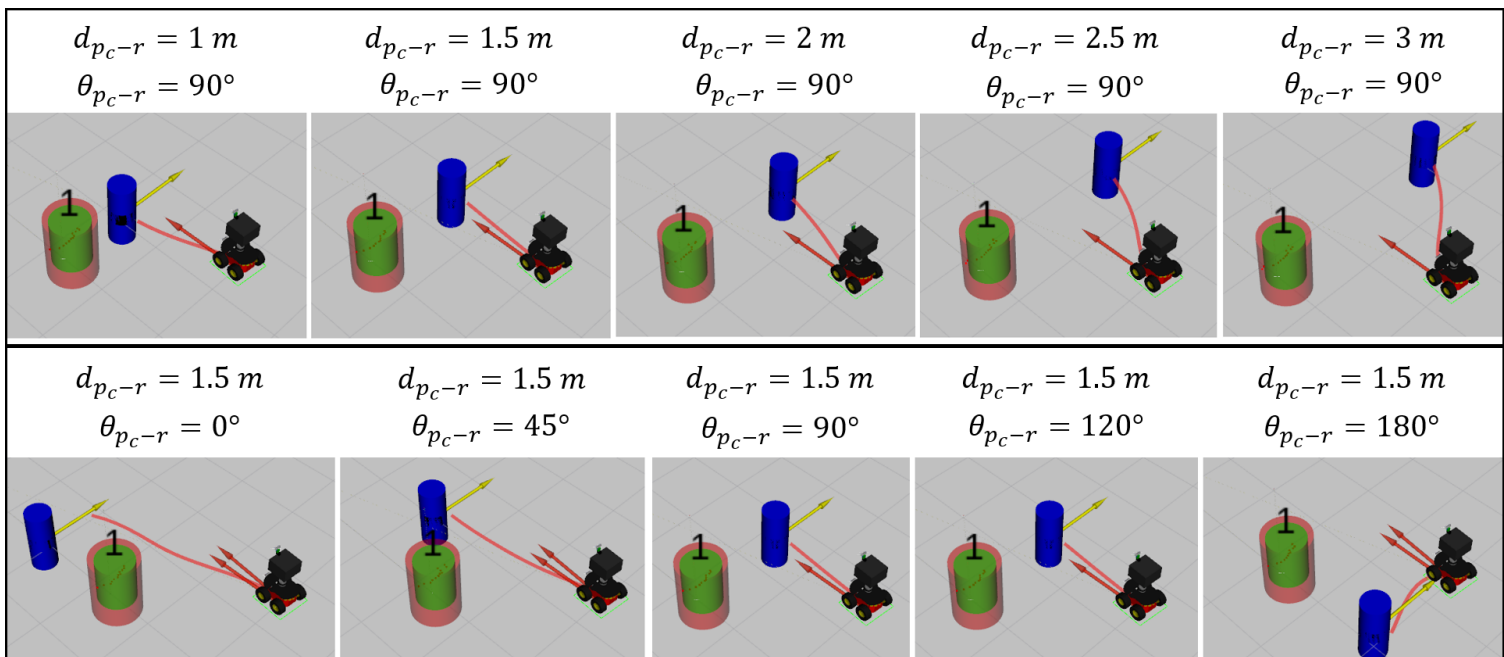 d_{p_c-r} = 1 m
θ_{p_c-r} = 90°
d_{p_c-r} = 1.5 m
θ_{p_c-r} = 90°
d_{p_c-r} = 2 m
θ_{p_c-r} = 90°
d_{p_c-r} = 2.5 m
θ_{p_c-r} = 90°
d_{p_c-r} = 3 m
θ_{p_c-r} = 90°
1
1
1
1
1
d_{p_c-r} = 1.5 m
θ_{p_c-r} = 0°
d_{p_c-r} = 1.5 m
θ_{p_c-r} = 45°
d_{p_c-r} = 1.5 m
θ_{p_c-r} = 90°
d_{p_c-r} = 1.5 m
θ_{p_c-r} = 120°
d_{p_c-r} = 1.5 m
θ_{p_c-r} = 180°
1
1
1
1
1